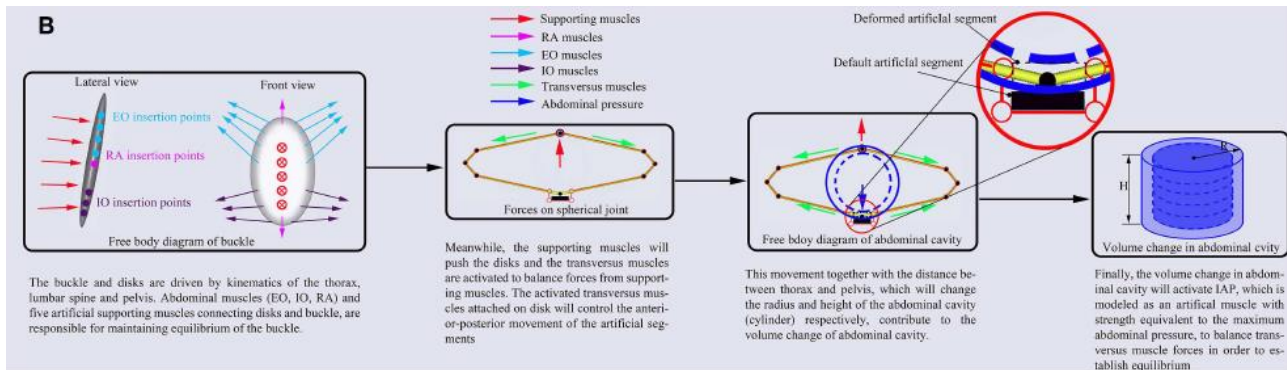 B
Supporting muscles
RA muscles
EO muscles
IO muscles
Transversus muscles
Abdominal pressure
Deformed artificial segment
Default artificial segment
Lateral view
Front view
EO insertion points
RA insertion points
IO insertion points
Free body diagram of buckle
Forces on spherical joint
Free bdoy diagram of abdominal cavity
R
H
Volume change in abdominal cvity
The buckle and disks are driven by kinematics of the thorax,
lumbar spine and pelvis. Abdominal muscles (EO, IO, RA) and
five artificial supporting muscles connecting disks and buckle, are
responsible for maintaining equilibrium of the buckle.
Meanwhile, the supporting muscles will
push the disks and the transversus muscles
are activated to balance forces from support-
ing muscles. The activated transversus mus-
cles attached on disk will control the anteri-
or-posterior movement of the artificial seg-
ments
This movement together with the distance be-
tween thorax and pelvis, which will change
the radius and height of the abdominal cavity
(cylinder) respectively, contribute to the
volume change of abdominal cavity.
Finally, the volume change in abdom-
inal cavity will activate IAP, which is
modeled as an artifical muscle with
strength equivalent to the maximum
abdominal pressure, to balance trans-
versus muscle forces in order to es-
tablish equilibrium